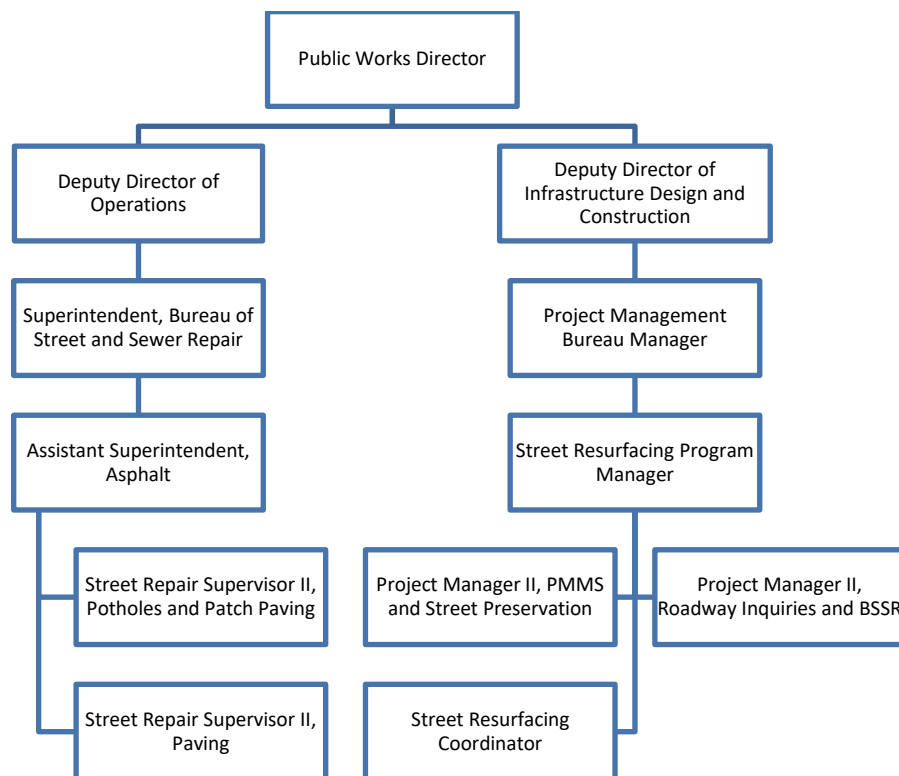 Public Works Director
Deputy Director of
Operations
Deputy Director of
Infrastructure Design and
Construction
Superintendent, Bureau of
Street and Sewer Repair
Project Management
Bureau Manager
Assistant Superintendent,
Asphalt
Street Resurfacing Program
Manager
Street Repair Supervisor II,
Potholes and Patch Paving
Project Manager II, PMMS
and Street Preservation
Project Manager II,
Roadway Inquiries and BSSR
Street Repair Supervisor II,
Paving
Street Resurfacing
Coordinator